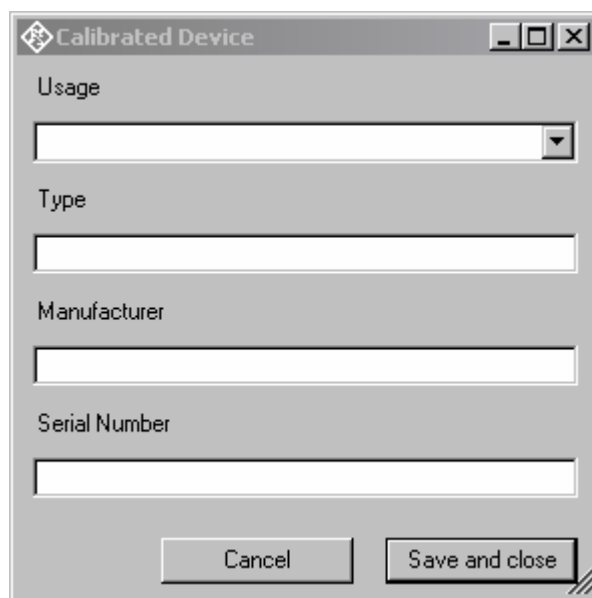 Calibrated Device
Usage
Type
Manufacturer
Serial Number
Cancel
Save and close